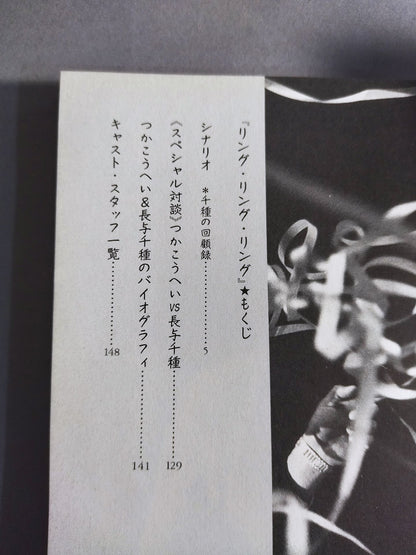 『リング・リング・リング』★もくじ
シナリオ　＊千種の回顧録…………………5
《スペシャル対談》つかこうへいVS長与千種…………129
つかこうへい＆長与千種のバイオグラフィ…………141
キャスト・スタッフ一覧…………148